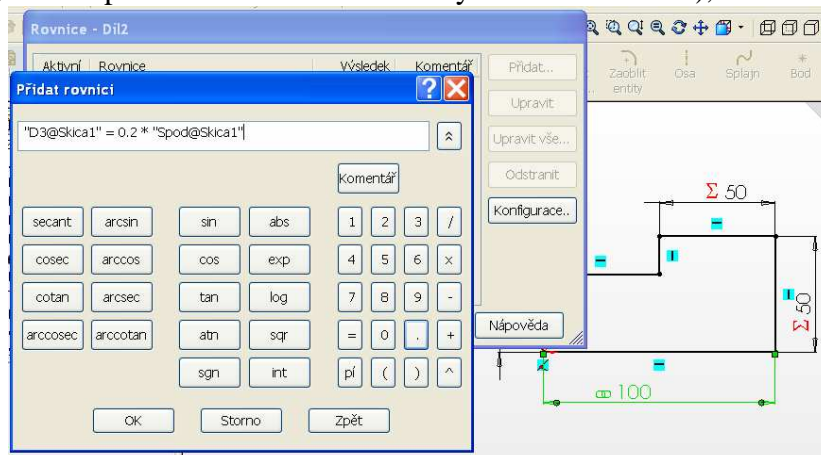 Rovnice - Díl2
Aktivní Rovnice Výsledek Komentář
Přidat...
Upravit
Upravit vše...
Odstranit
Konfigurace..
Nápověda
Přidat rovnici
"D3@Skica1" = 0.2 * "Spod@Skica1"
Komentář
secant arcsin sin abs 1 2 3 /
cosec arccos cos exp 4 5 6 x
cotan arcsec tan log 7 8 9 -
arccosec arccotan atn sqr = 0 . +
sgn int pí ( ) ^
OK Storno Zpět
Zaoblit entity
Osa
Splajn
Bod
Σ 50
Σ 50
100